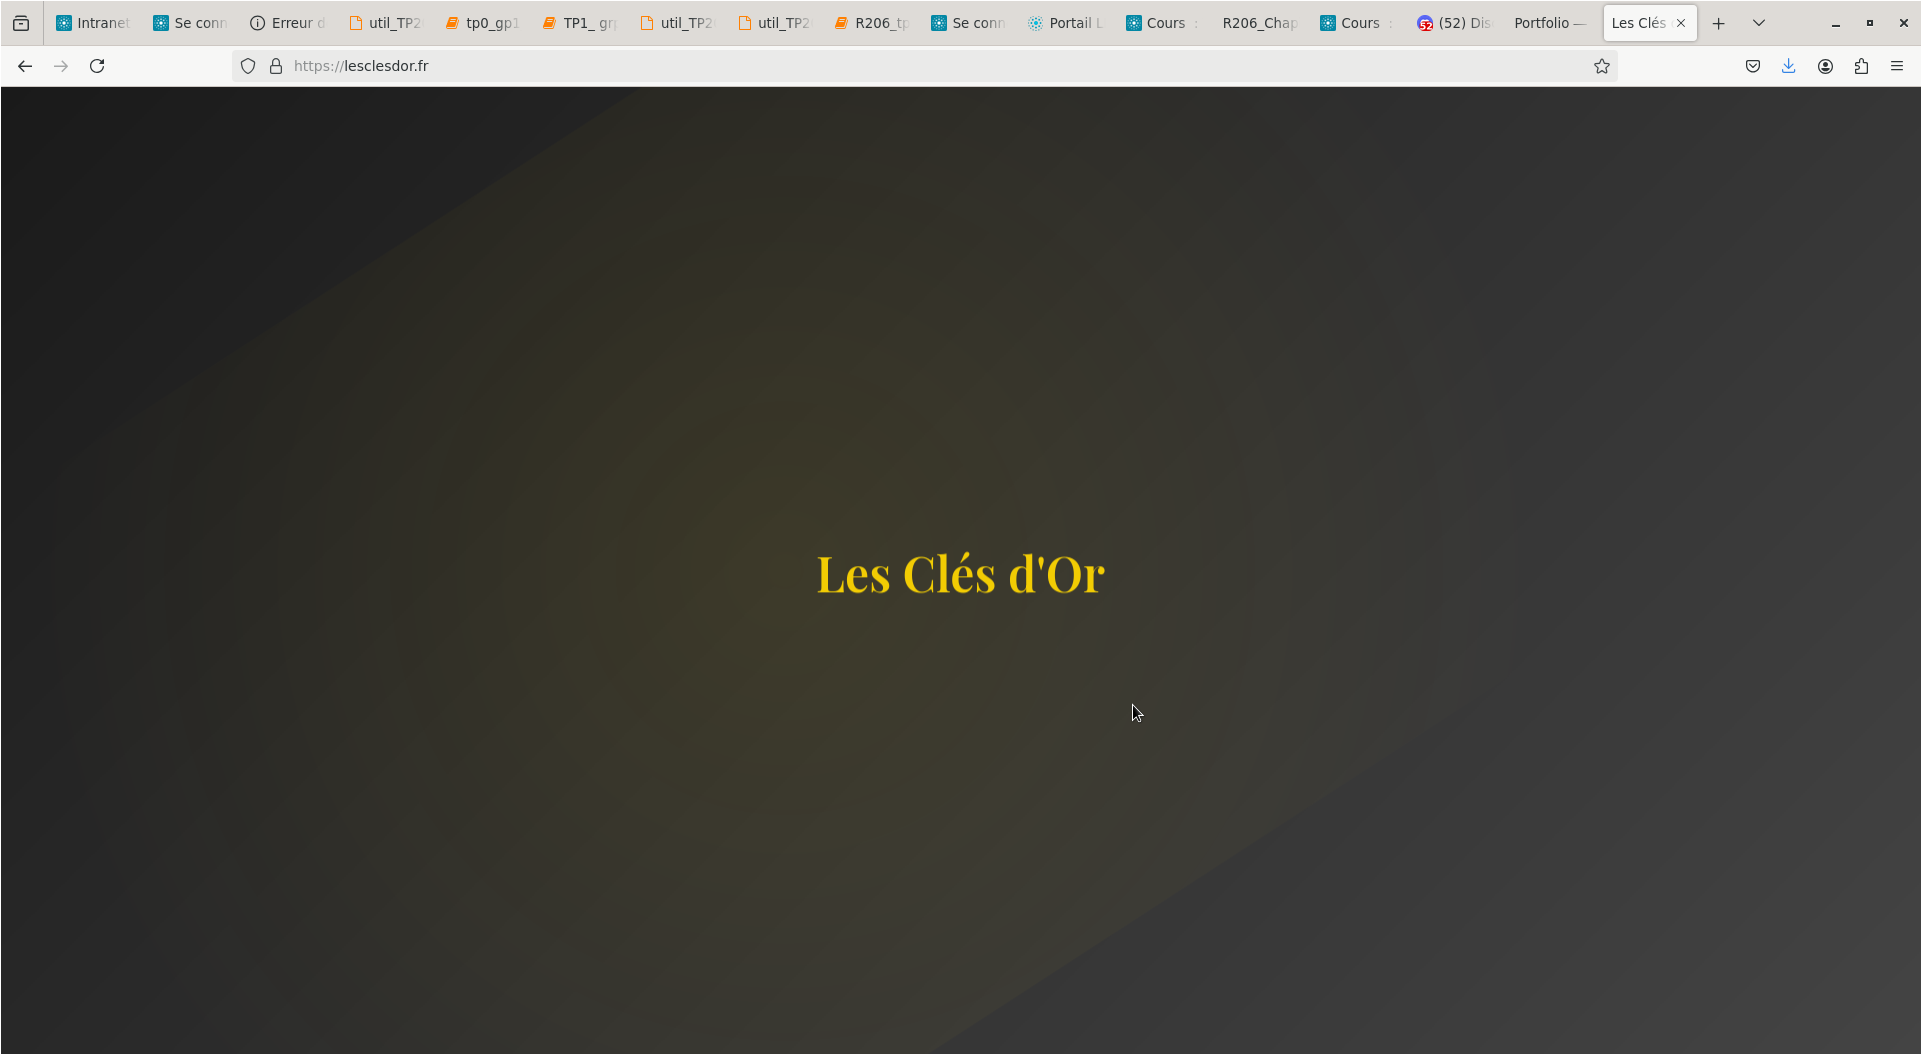 Intranet
Se conn
Erreur d
util_TP2
tp0_gp1
TP1_ gr
util_TP2
util_TP2
R206_tp
Se conn
Portail L
Cours :
R206_Chap
Cours :
(52) Dis
Portfolio —
Les Clés
https://lesclesdor.fr
Les Clés d'Or